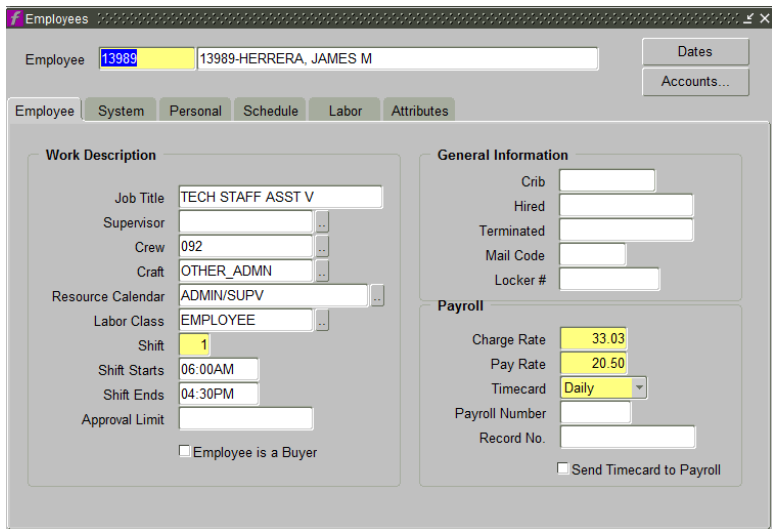 f Employees
Dates
Employee 13989 13989-HERRERA, JAMES M
Accounts...
Employee System Personal Schedule Labor Attributes
Work Description
Job Title TECH STAFF ASST V
Supervisor ..
Crew 092 ..
Craft OTHER_ADMN ..
Resource Calendar ADMIN/SUPV ..
Labor Class EMPLOYEE ..
Shift 1
Shift Starts 06:00AM
Shift Ends 04:30PM
Approval Limit
Employee is a Buyer
General Information
Crib
Hired
Terminated
Mail Code
Locker #
Payroll
Charge Rate 33.03
Pay Rate 20.50
Timecard Daily
Payroll Number
Record No.
Send Timecard to Payroll